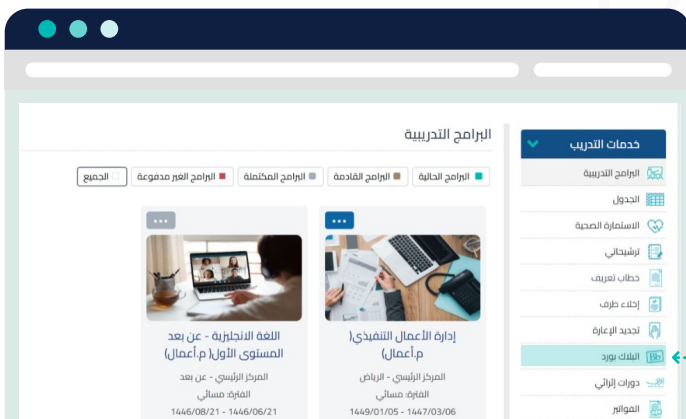 البرامج التدريبية
البرامج الحالية
البرامج القادمة
البرامج المكتملة
البرامج الغير مدفوعة
الجميع
إدارة الأعمال التنفيذي(
م.أعمال)
المركز الرئيسي - الرياض
الفترة: مسائي
1449/01/05 - 1447/03/06
اللغة الانجليزية - عن بعد
المستوى الأول( م.أعمال)
المركز الرئيسي - عن بعد
الفترة: مسائي
1446/08/21 - 1446/06/21
خدمات التدريب
البرامج التدريبية
الجدول
الاستمارة الصحية
ترشيحاتي
خطاب تعريف
إخلاء طرف
تجديد الإعارة
Bb البلاك بورد
دورات إثرائي
الفواتير